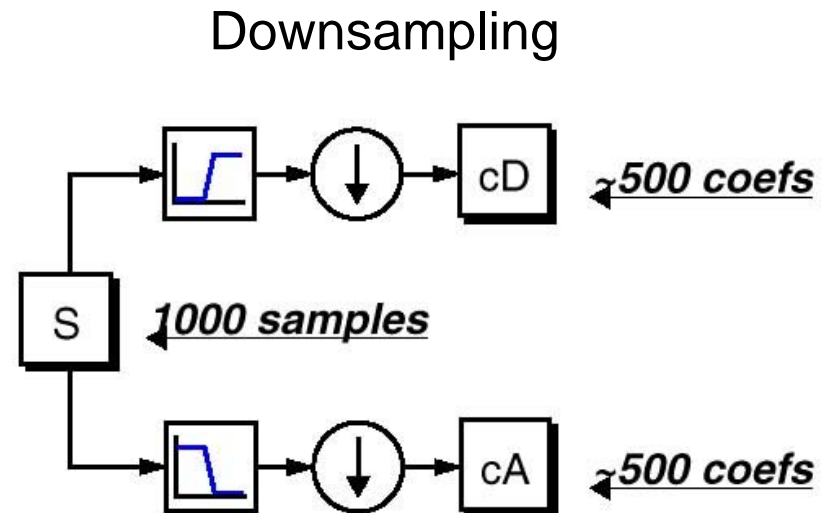 Downsampling
cD
~500 coefs
S
1000 samples
cA
~500 coefs